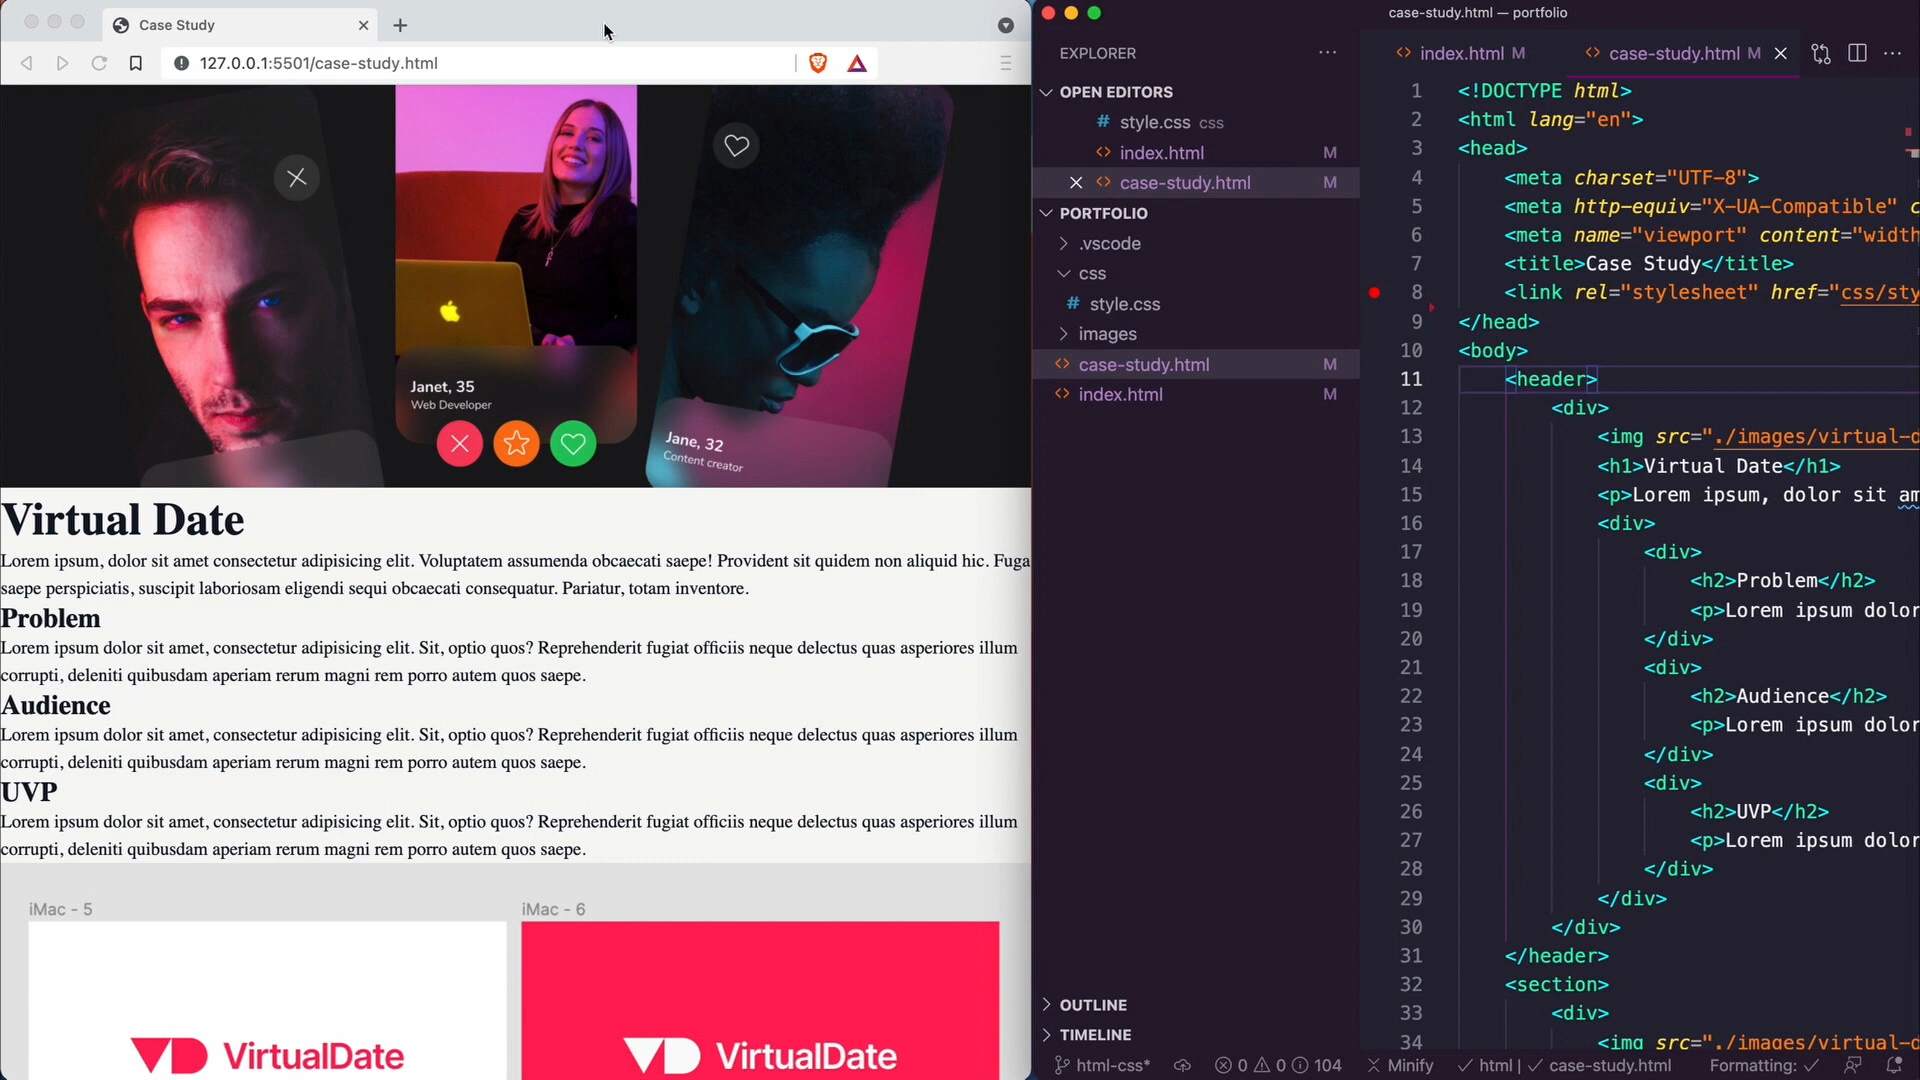 Case Study
127.0.0.1:5501/case-study.html
Janet, 35
Web Developer
Jane, 32
Content creator
Virtual Date
Lorem ipsum, dolor sit amet consectetur adipisicing elit. Voluptatem assumenda obcaecati saepe! Provident sit quidem non aliquid hic. Fuga
saepe perspiciatis, suscipit laboriosam eligendi sequi obcaecati consequatur. Pariatur, totam inventore.
Problem
Lorem ipsum dolor sit amet, consectetur adipisicing elit. Sit, optio quos? Reprehenderit fugiat officiis neque delectus quas asperiores illum
corrupti, deleniti quibusdam aperiam rerum magni rem porro autem quos saepe.
Audience
Lorem ipsum dolor sit amet, consectetur adipisicing elit. Sit, optio quos? Reprehenderit fugiat officiis neque delectus quas asperiores illum
corrupti, deleniti quibusdam aperiam rerum magni rem porro autem quos saepe.
UVP
Lorem ipsum dolor sit amet, consectetur adipisicing elit. Sit, optio quos? Reprehenderit fugiat officiis neque delectus quas asperiores illum
corrupti, deleniti quibusdam aperiam rerum magni rem porro autem quos saepe.
iMac - 5
iMac - 6
VD VirtualDate
VD VirtualDate
case-study.html — portfolio
EXPLORER
OPEN EDITORS
# style.css css
<> index.html M
<> case-study.html M
PORTFOLIO
.vscode
css
# style.css
images
<> case-study.html M
<> index.html M
OUTLINE
TIMELINE
<> index.html M
<> case-study.html M
1 <!DOCTYPE html>
2 <html lang="en">
3 <head>
4 <meta charset="UTF-8">
5 <meta http-equiv="X-UA-Compatible" c
6 <meta name="viewport" content="width
7 <title>Case Study</title>
8 <link rel="stylesheet" href="css/sty
9 </head>
10 <body>
11 <header>
12 <div>
13 <img src="./images/virtual-d
14 <h1>Virtual Date</h1>
15 <p>Lorem ipsum, dolor sit am
16 <div>
17 <div>
18 <h2>Problem</h2>
19 <p>Lorem ipsum dolor
20 </div>
21 <div>
22 <h2>Audience</h2>
23 <p>Lorem ipsum dolor
24 </div>
25 <div>
26 <h2>UVP</h2>
27 <p>Lorem ipsum dolor
28 </div>
29 </div>
30 </div>
31 </header>
32 <section>
33 <div>
34 <img src="./images/virtual-d
html-css* 0 0 104 Minify html | case-study.html Formatting: